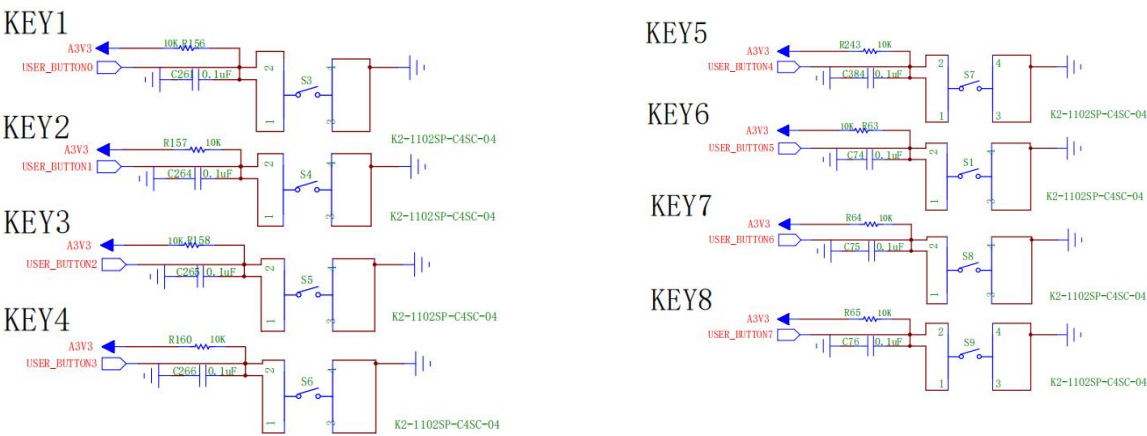 KEY1
10K R156
A3V3
USER_BUTTON0
C261 0.1uF
2
1
S3
4
3
K2-1102SP-C4SC-04
KEY2
R157 10K
A3V3
USER_BUTTON1
C264 0.1uF
2
1
S4
4
3
K2-1102SP-C4SC-04
KEY3
10K R158
A3V3
USER_BUTTON2
C265 0.1uF
2
1
S5
4
3
K2-1102SP-C4SC-04
KEY4
R160 10K
A3V3
USER_BUTTON3
C266 0.1uF
2
1
S6
4
3
K2-1102SP-C4SC-04
KEY5
R243 10K
A3V3
USER_BUTTON4
C384 0.1uF
2
1
S7
4
3
K2-1102SP-C4SC-04
KEY6
10K R63
A3V3
USER_BUTTON5
C74 0.1uF
2
1
S1
4
3
K2-1102SP-C4SC-04
KEY7
R64 10K
A3V3
USER_BUTTON6
C75 0.1uF
2
1
S8
4
3
K2-1102SP-C4SC-04
KEY8
R65 10K
A3V3
USER_BUTTON7
C76 0.1uF
2
1
S9
4
3
K2-1102SP-C4SC-04